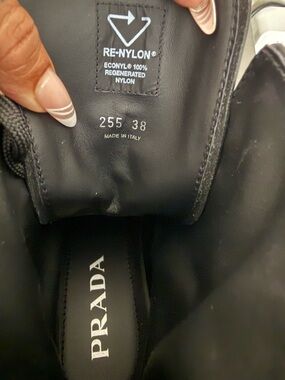 RE-NYLON®
ECONYL® 100%
REGENERATED
NYLON
255 38
MADE IN ITALY
PRADA